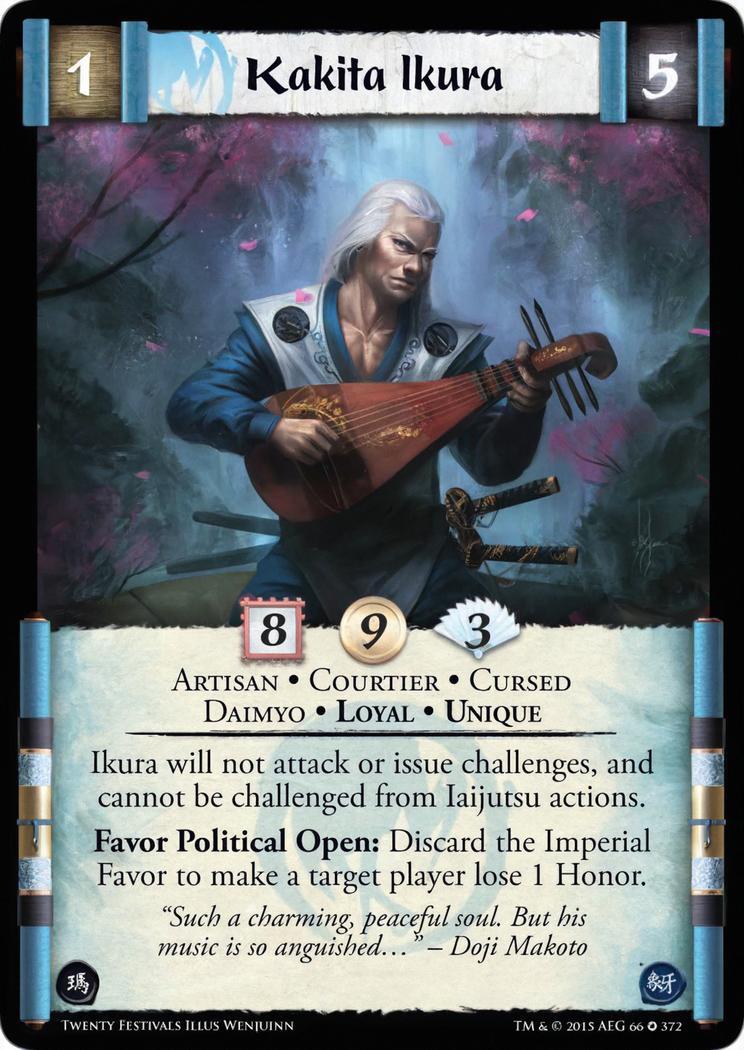 1
Kakita Ikura
5
8
9
3
Artisan • Courtier • Cursed
Daimyo • Loyal • Unique
Ikura will not attack or issue challenges, and
cannot be challenged from Iaijutsu actions.
Favor Political Open: Discard the Imperial
Favor to make a target player lose 1 Honor.
“Such a charming, peaceful soul. But his
music is so anguished…” – Doji Makoto
Twenty Festivals Illus Wenjuinn
TM & © 2015 AEG 66 ✪ 372